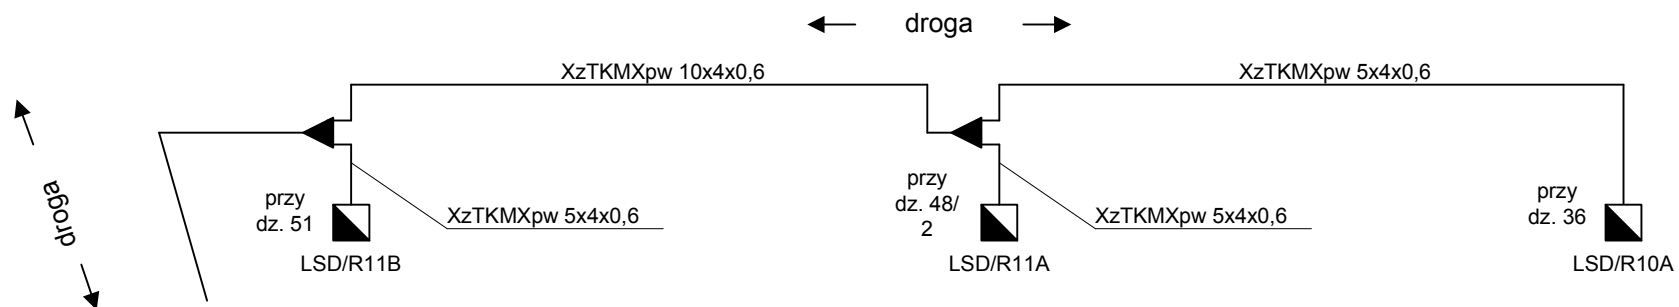 droga
XzTKMXpw 10x4x0,6
XzTKMXpw 5x4x0,6
droga
przy
dz. 51
XzTKMXpw 5x4x0,6
LSD/R11B
przy
dz. 48/
2
XzTKMXpw 5x4x0,6
LSD/R11A
przy
dz. 36
LSD/R10A